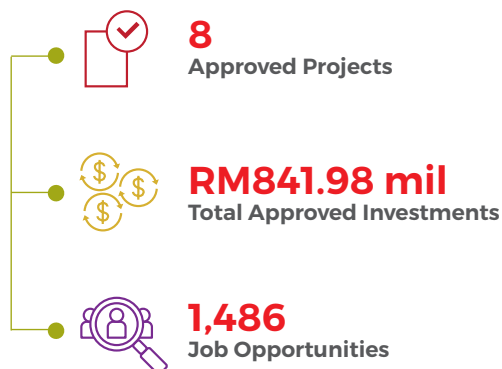 8
Approved Projects
RM841.98 mil
Total Approved Investments
1,486
Job Opportunities